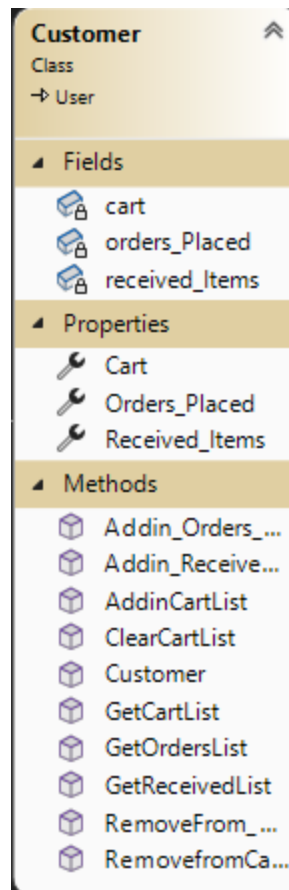 Customer
Class
User
Fields
cart
orders_Placed
received_Items
Properties
Cart
Orders_Placed
Received_Items
Methods
Addin_Orders_...
Addin_Receive...
AddinCartList
ClearCartList
Customer
GetCartList
GetOrdersList
GetReceivedList
RemoveFrom_...
RemovefromCa...